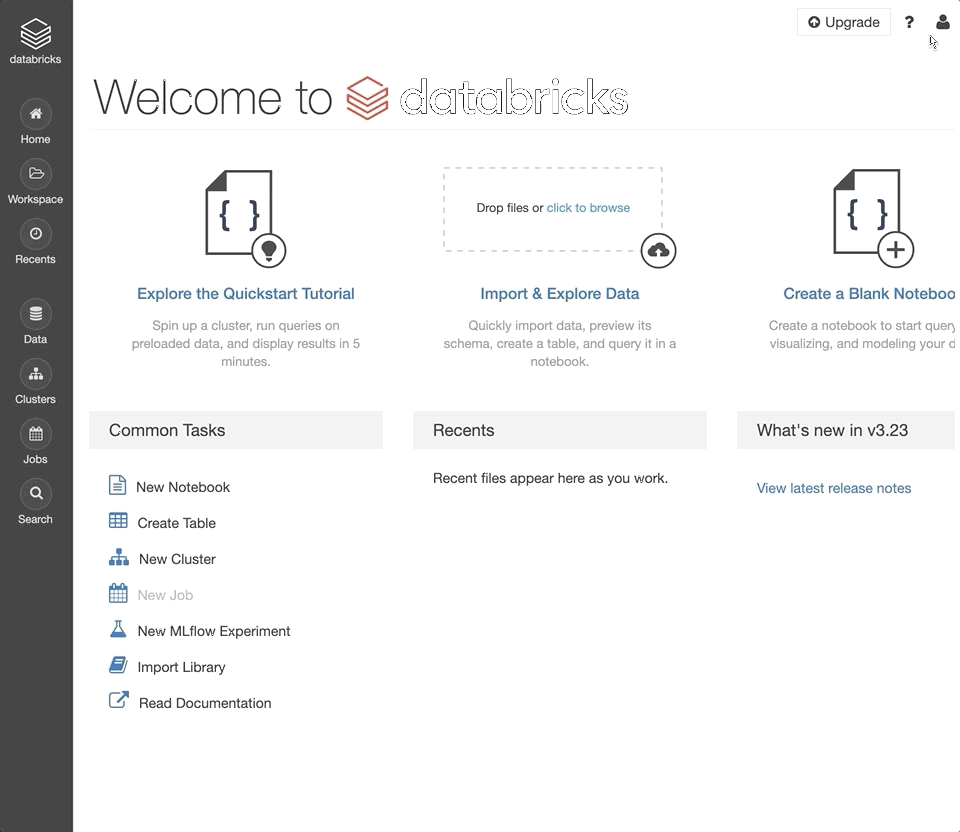 Upgrade
?
databricks
Home
Workspace
Recents
Data
Clusters
Jobs
Search
Welcome to databricks
{ }
Explore the Quickstart Tutorial
Spin up a cluster, run queries on
preloaded data, and display results in 5
minutes.
Drop files or click to browse
Import & Explore Data
Quickly import data, preview its
schema, create a table, and query it in a
notebook.
{ }
Create a Blank Noteboo
Create a notebook to start query
visualizing, and modeling your d
Common Tasks
New Notebook
Create Table
New Cluster
New Job
New MLflow Experiment
Import Library
Read Documentation
Recents
Recent files appear here as you work.
What's new in v3.23
View latest release notes